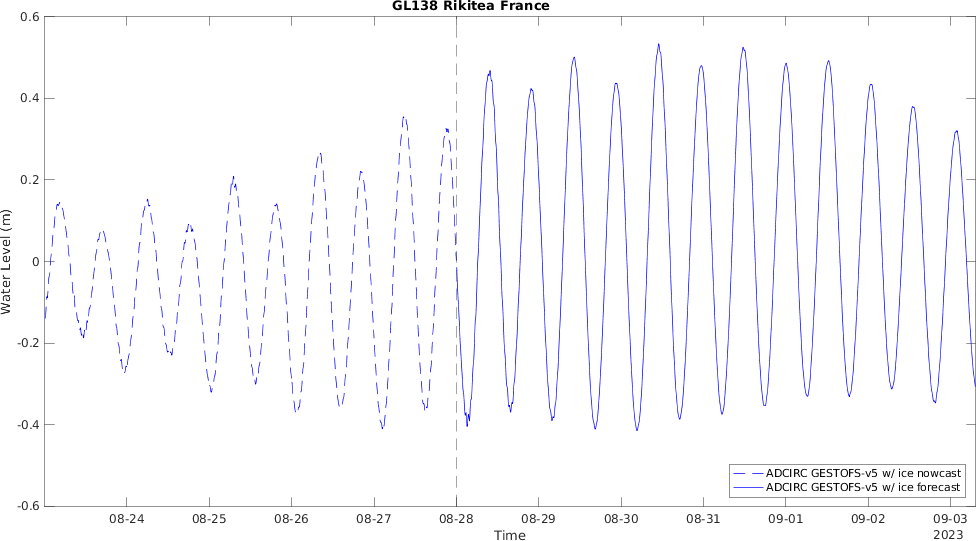 GL138 Rikitea France
0.6
0.4
0.2
0
-0.2
-0.4
-0.6
Water Level (m)
ADCIRC GESTOFS-v5 w/ ice nowcast
ADCIRC GESTOFS-v5 w/ ice forecast
08-24 08-25 08-26 08-27 08-28 08-29 08-30 08-31 09-01 09-02 09-03
Time
2023